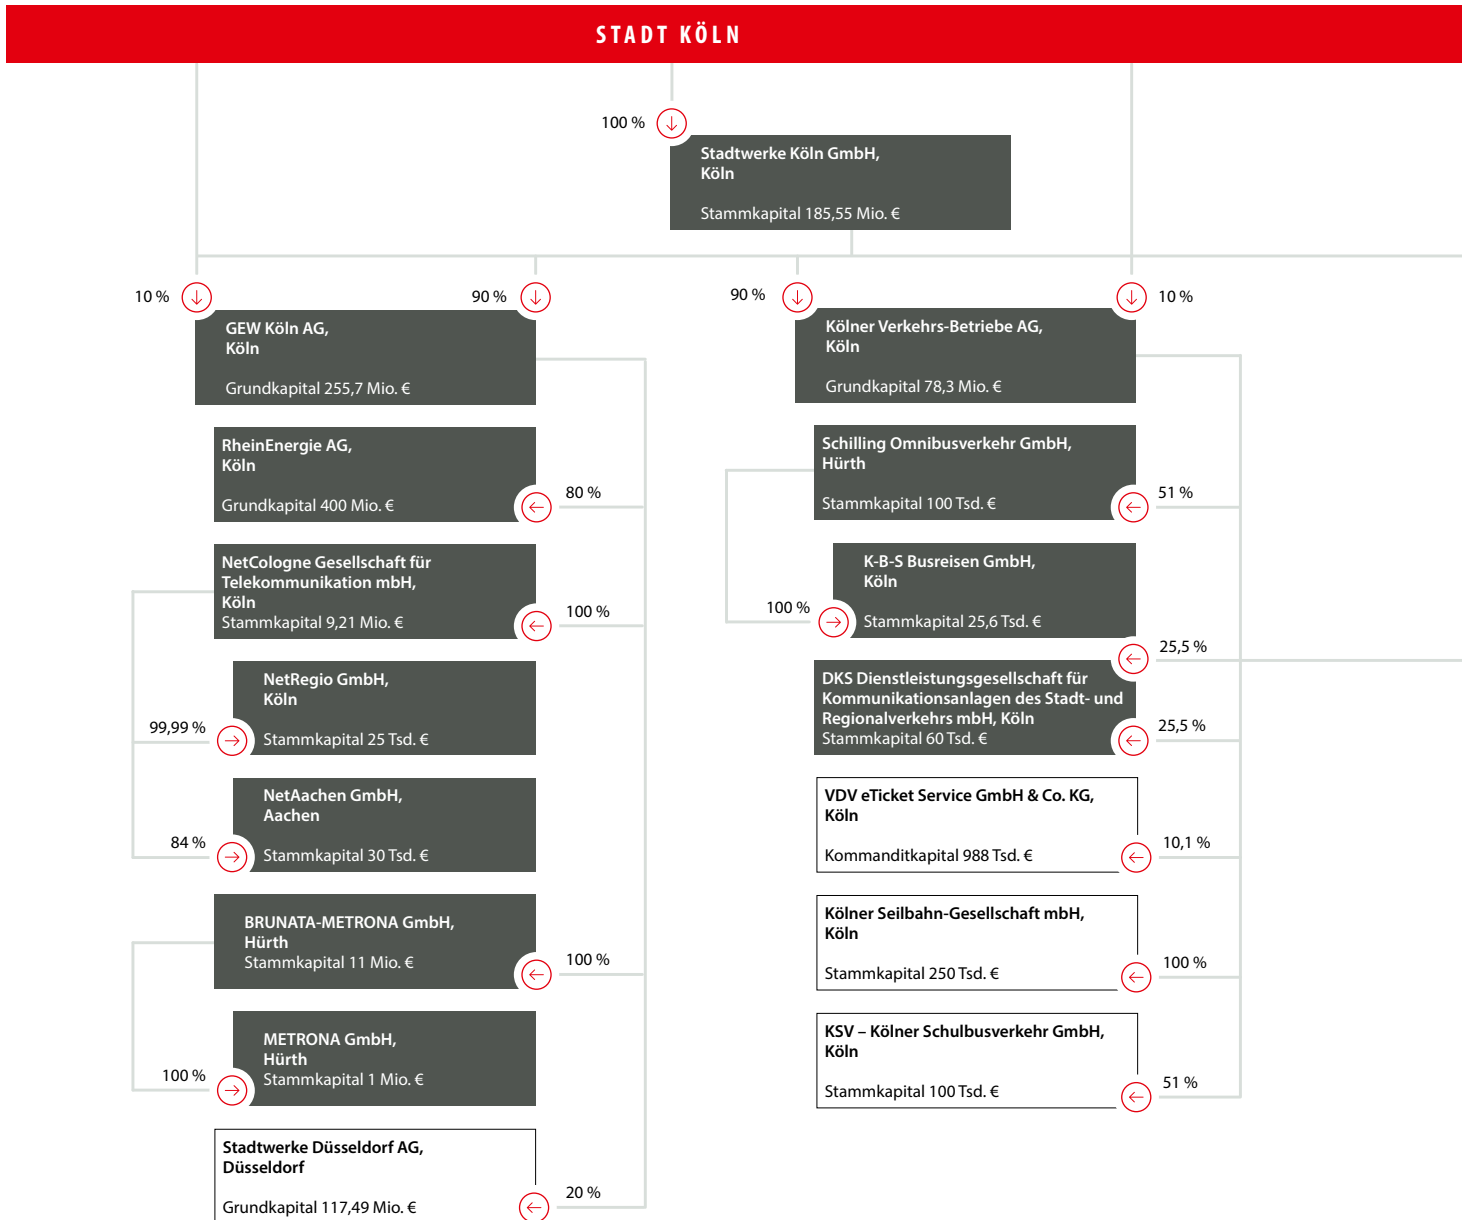 STADT KÖLN
100 %
Stadtwerke Köln GmbH,
Köln
Stammkapital 185,55 Mio. €
10 %
90 %
GEW Köln AG,
Köln
Grundkapital 255,7 Mio. €
RheinEnergie AG,
Köln
Grundkapital 400 Mio. €
80 %
NetCologne Gesellschaft für
Telekommunikation mbH,
Köln
Stammkapital 9,21 Mio. €
100 %
NetRegio GmbH,
Köln
Stammkapital 25 Tsd. €
99,99 %
NetAachen GmbH,
Aachen
Stammkapital 30 Tsd. €
84 %
BRUNATA-METRONA GmbH,
Hürth
Stammkapital 11 Mio. €
100 %
METRONA GmbH,
Hürth
Stammkapital 1 Mio. €
100 %
Stadtwerke Düsseldorf AG,
Düsseldorf
Grundkapital 117,49 Mio. €
20 %
90 %
10 %
Kölner Verkehrs-Betriebe AG,
Köln
Grundkapital 78,3 Mio. €
Schilling Omnibusverkehr GmbH,
Hürth
Stammkapital 100 Tsd. €
51 %
K-B-S Busreisen GmbH,
Köln
Stammkapital 25,6 Tsd. €
100 %
25,5 %
DKS Dienstleistungsgesellschaft für
Kommunikationsanlagen des Stadt- und
Regionalverkehrs mbH, Köln
Stammkapital 60 Tsd. €
25,5 %
VDV eTicket Service GmbH & Co. KG,
Köln
Kommanditkapital 988 Tsd. €
10,1 %
Kölner Seilbahn-Gesellschaft mbH,
Köln
Stammkapital 250 Tsd. €
100 %
KSV – Kölner Schulbusverkehr GmbH,
Köln
Stammkapital 100 Tsd. €
51 %